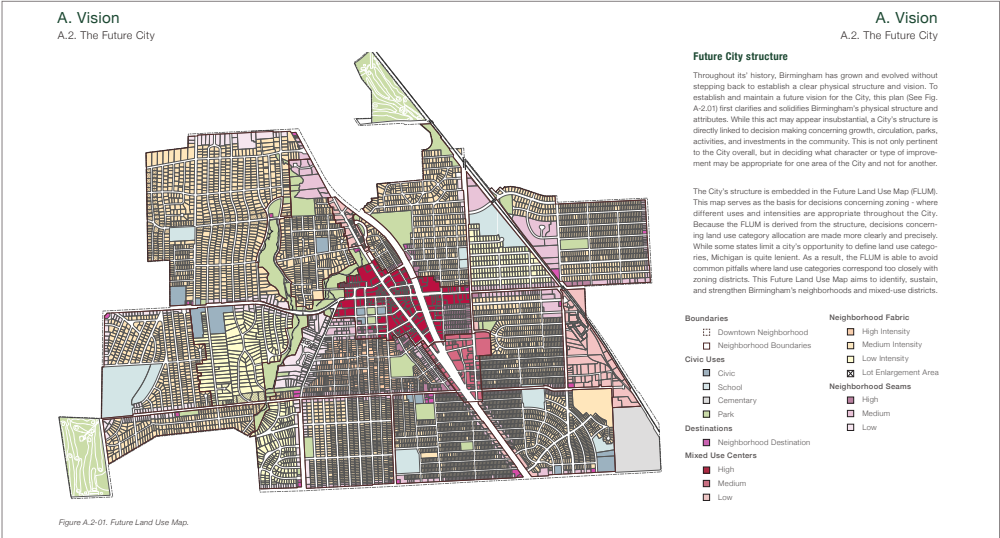 A. Vision
A.2. The Future City
A. Vision
A.2. The Future City
Future City structure
Throughout its' history, Birmingham has grown and evolved without
stepping back to establish a clear physical structure and vision. To
establish and maintain a future vision for the City, this plan (See Fig.
A-2.01) first clarifies and solidifies Birmingham's physical structure and
attributes. While this act may appear insubstantial, a City's structure is
directly linked to decision making concerning growth, circulation, parks,
activities, and investments in the community. This is not only pertinent
to the City overall, but in deciding what character or type of improve-
ment may be appropriate for one area of the City and not for another.
The City's structure is embedded in the Future Land Use Map (FLUM).
This map serves as the basis for decisions concerning zoning - where
different uses and intensities are appropriate throughout the City.
Because the FLUM is derived from the structure, decisions concern-
ing land use category allocation are made more clearly and precisely.
While some states limit a city's opportunity to define land use catego-
ries, Michigan is quite lenient. As a result, the FLUM is able to avoid
common pitfalls where land use categories correspond too closely with
zoning districts. This Future Land Use Map aims to identify, sustain,
and strengthen Birmingham's neighborhoods and mixed-use districts.
Boundaries
Downtown Neighborhood
Neighborhood Boundaries
Civic Uses
Civic
School
Cementary
Park
Destinations
Neighborhood Destination
Mixed Use Centers
High
Medium
Low
Neighborhood Fabric
High Intensity
Medium Intensity
Low Intensity
Lot Enlargement Area
Neighborhood Seams
High
Medium
Low
Figure A.2-01. Future Land Use Map.